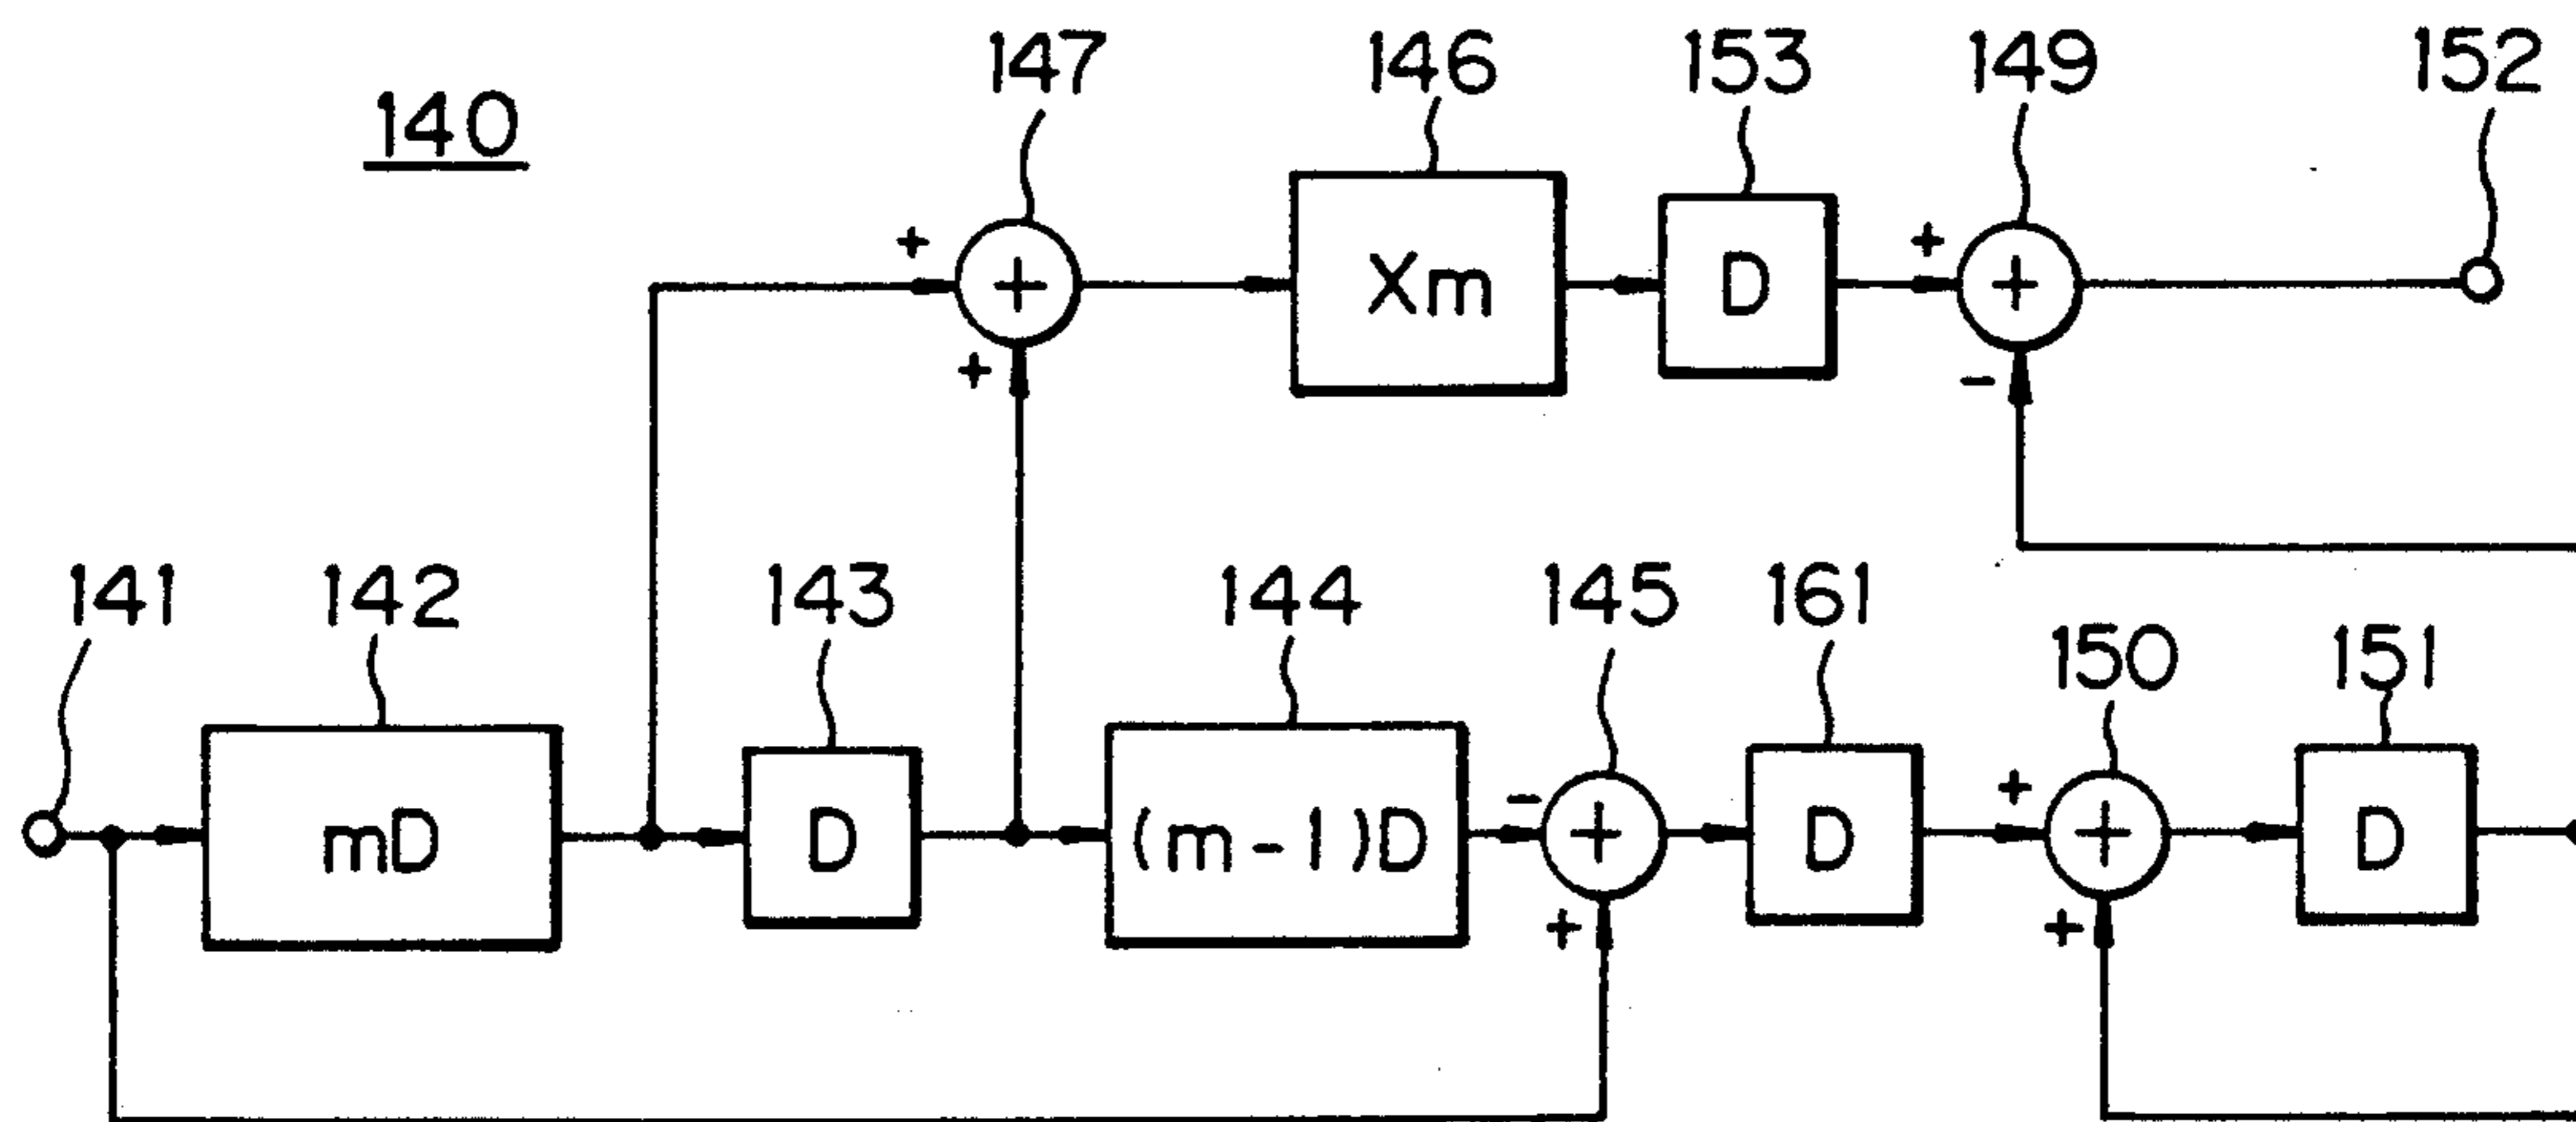 147 146 153 149 152
140
+ + Xm D + +
+ -
141 142 143 144 145 161 150 151
mD D (m-1)D - + D + + D
+ +